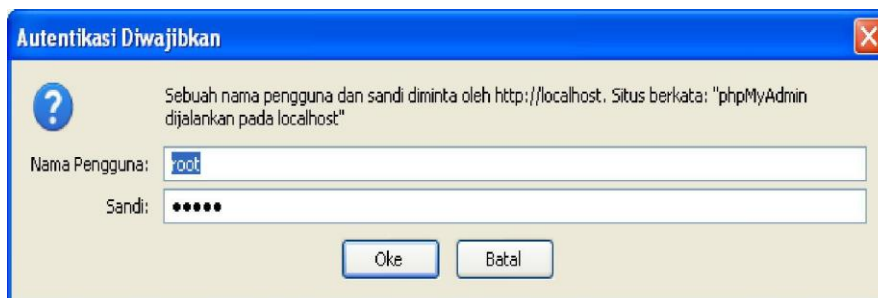 Autentikasi Diwajibkan
Sebuah nama pengguna dan sandi diminta oleh http://localhost. Situs berkata: "phpMyAdmin
dijalankan pada localhost"
Nama Pengguna: root
Sandi: •••••
Oke Batal